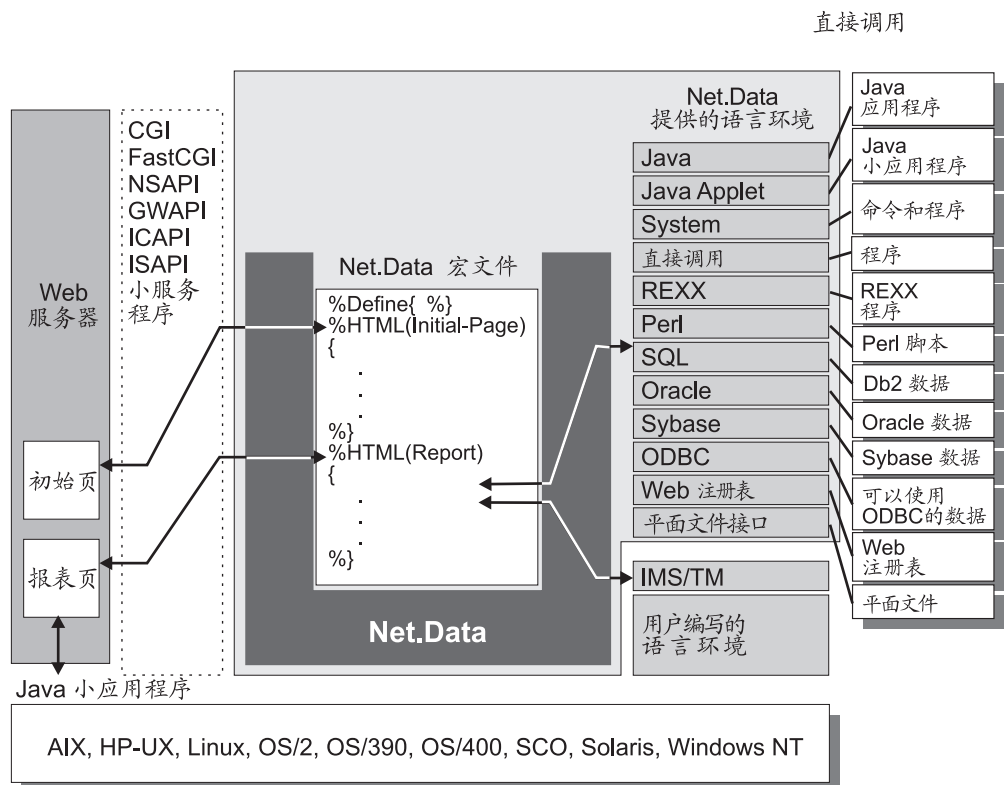 直接调用
Web
服务器
初始页
报表页
Java 小应用程序
CGI
FastCGI
NSAPI
GWAPI
ICAPI
ISAPI
小服务
程序
Net.Data 宏文件
%Define{ %}
%HTML(Initial-Page)
{
.
.
.
%}
%HTML(Report)
{
.
.
.
%}
Net.Data
Net.Data
提供的语言环境
Java
Java Applet
System
直接调用
REXX
Perl
SQL
Oracle
Sybase
ODBC
Web 注册表
平面文件接口
IMS/TM
用户编写的
语言环境
Java
应用程序
Java
小应用程序
命令和程序
程序
REXX
程序
Perl 脚本
Db2 数据
Oracle 数据
Sybase 数据
可以使用
ODBC的数据
Web
注册表
平面文件
AIX, HP-UX, Linux, OS/2, OS/390, OS/400, SCO, Solaris, Windows NT